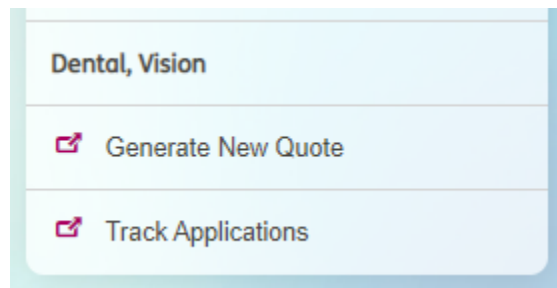 Dental, Vision
Generate New Quote
Track Applications